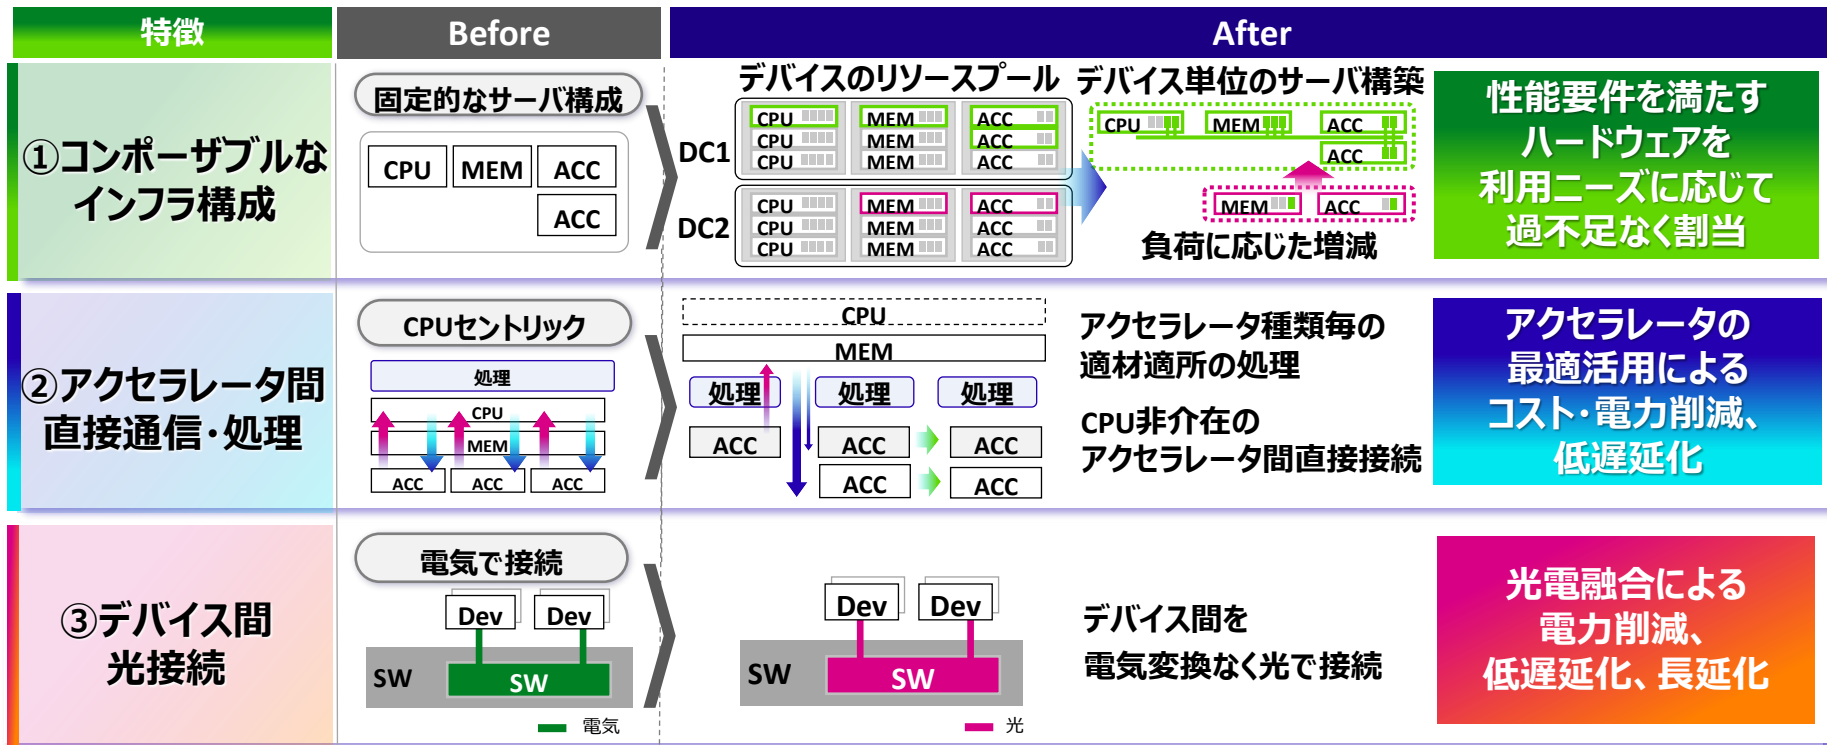 特徴
Before
After
①コンポーザブルな
インフラ構成
固定的なサーバ構成
CPU
MEM
ACC
ACC
デバイスのリソースプール
DC1
CPU
MEM
ACC
CPU
MEM
ACC
CPU
MEM
ACC
DC2
CPU
MEM
ACC
CPU
MEM
ACC
CPU
MEM
ACC
デバイス単位のサーバ構築
CPU
MEM
ACC
ACC
MEM
ACC
負荷に応じた増減
性能要件を満たす
ハードウェアを
利用ニーズに応じて
過不足なく割当
②アクセラレータ間
直接通信・処理
CPUセントリック
処理
CPU
MEM
ACC
ACC
ACC
CPU
MEM
処理
処理
処理
ACC
ACC
ACC
ACC
ACC
アクセラレータ種類毎の
適材適所の処理
CPU非介在の
アクセラレータ間直接接続
アクセラレータの
最適活用による
コスト・電力削減、
低遅延化
③デバイス間
光接続
電気で接続
Dev
Dev
SW
SW
電気
Dev
Dev
SW
SW
光
デバイス間を
電気変換なく光で接続
光電融合による
電力削減、
低遅延化、長延化